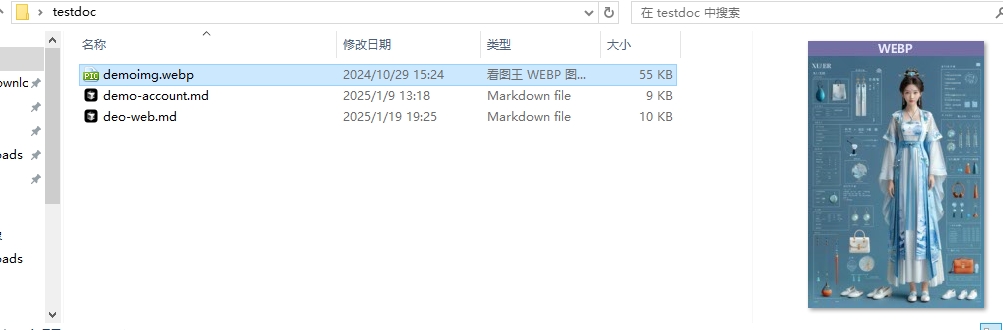 testdoc
在 testdoc 中搜索
名称 修改日期 类型 大小
demoimg.webp 2024/10/29 15:24 看图王 WEBP 图... 55 KB
demo-account.md 2025/1/9 13:18 Markdown file 9 KB
deo-web.md 2025/1/19 19:25 Markdown file 10 KB
ownlc
oads
oads
PIC
WEBP